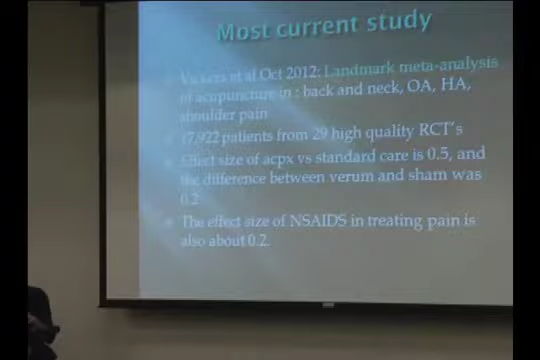 Most current study
Vickers et al Oct 2012: Landmark meta-analysis
of acupuncture in : back and neck, OA, HA,
shoulder pain
17,922 patients from 29 high quality RCT's
Effect size of acpx vs standard care is 0.5, and
the difference between verum and sham was
0.2
The effect size of NSAIDS in treating pain is
also about 0.2.